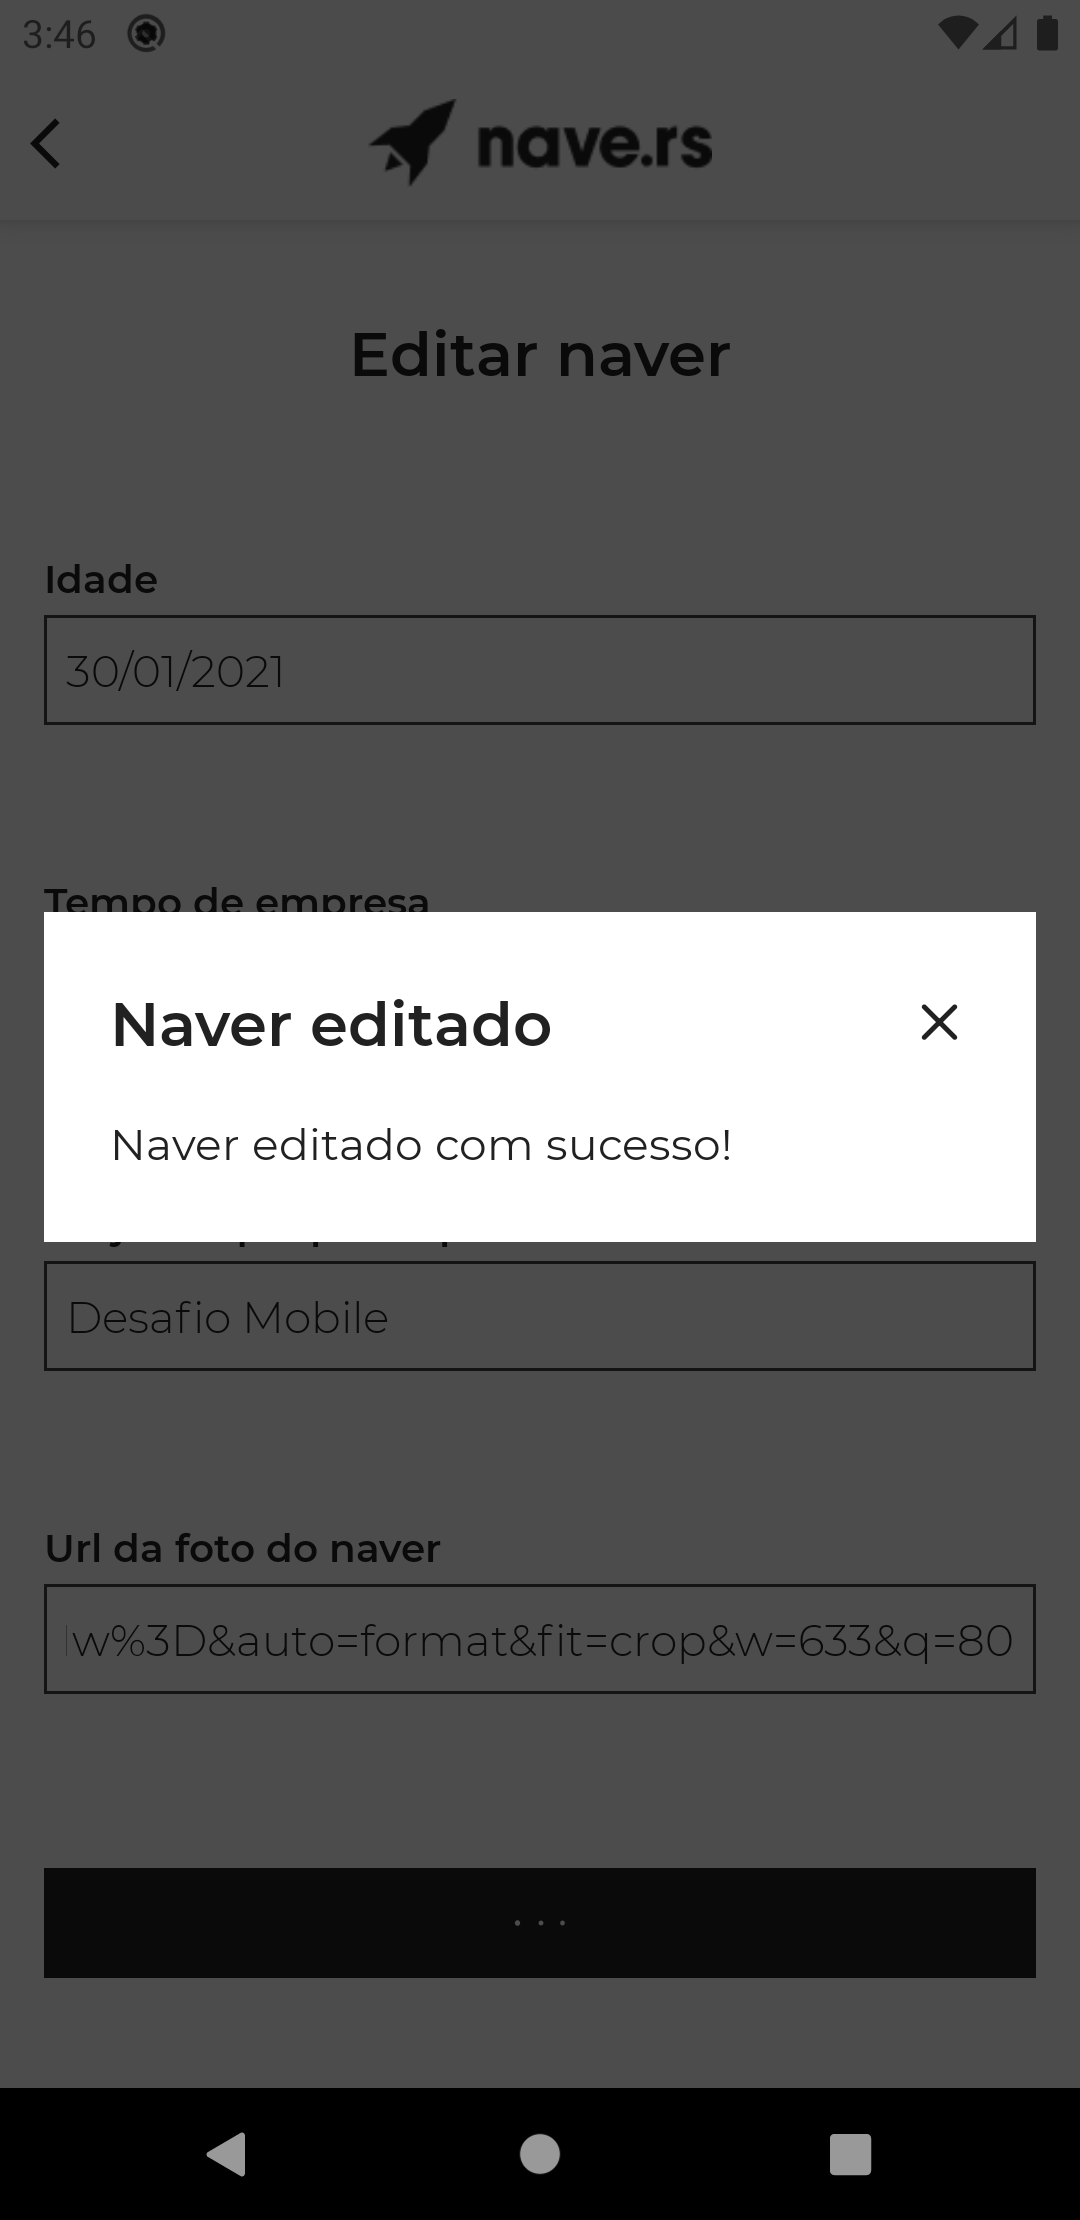 3:46
nave.rs
Editar naver
Idade
30/01/2021
Tempo de empresa
Naver editado
Naver editado com sucesso!
Desafio Mobile
Url da foto do naver
w%3D&auto=format&fit=crop&w=633&q=80
...